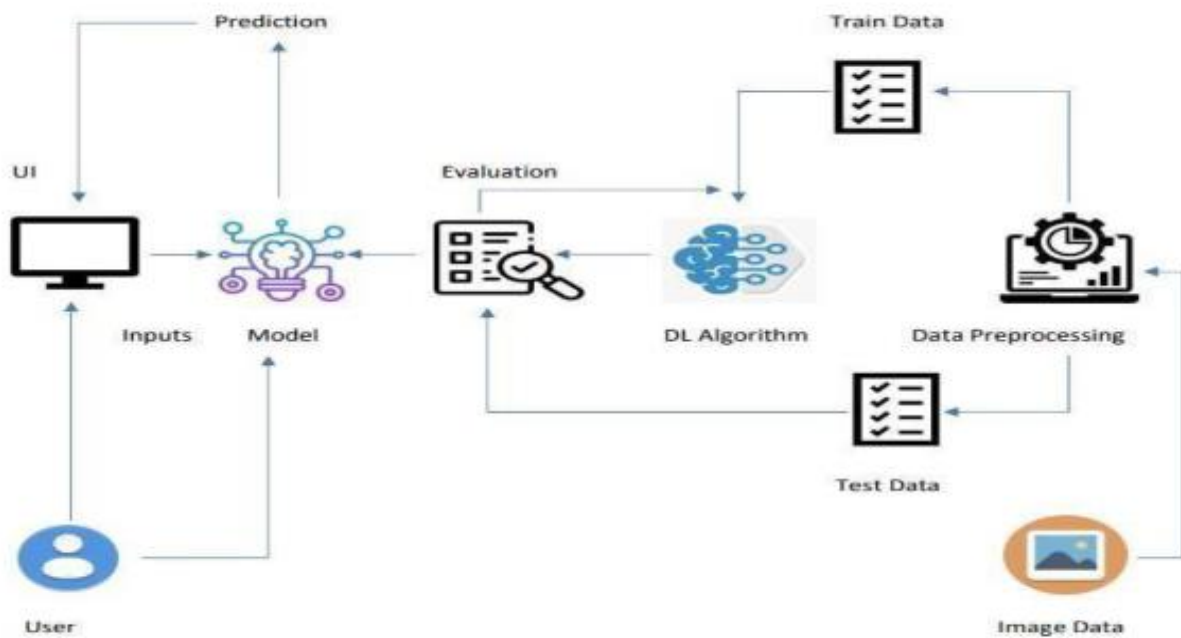 Prediction
Train Data
UI
Evaluation
Inputs
Model
DL Algorithm
Data Preprocessing
Test Data
User
Image Data